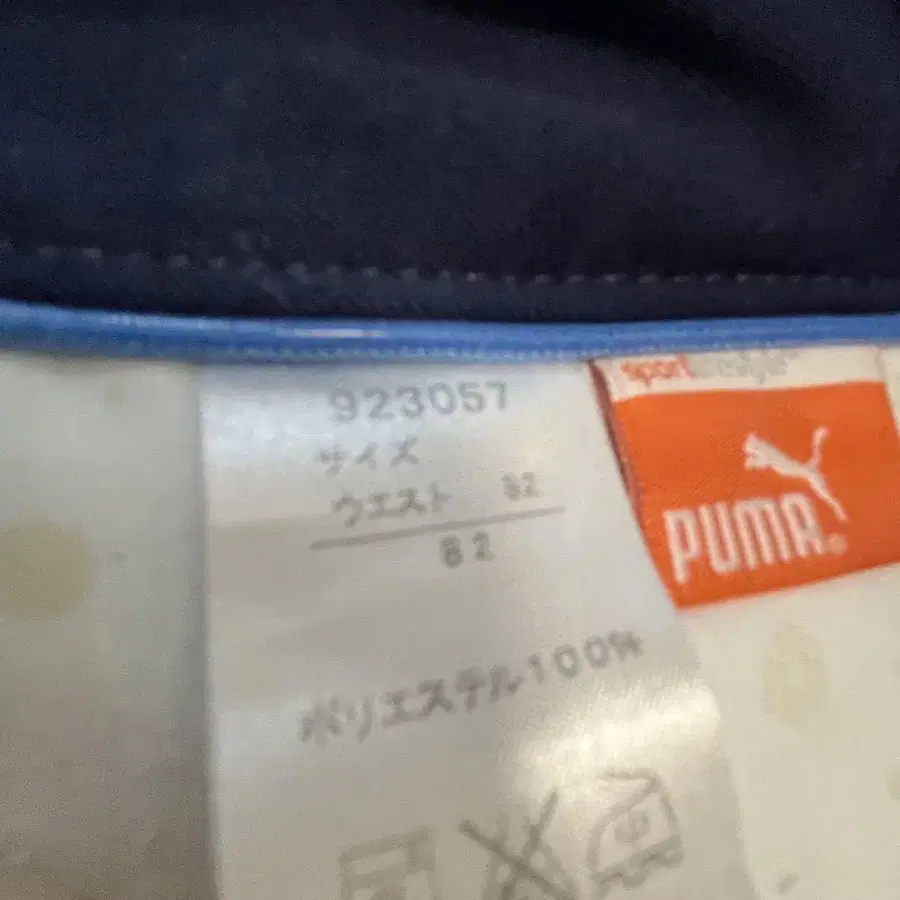 923057
サイズ
ウエスト 82
82
ポリエステル100%
sportlifestyle®
PUMA®